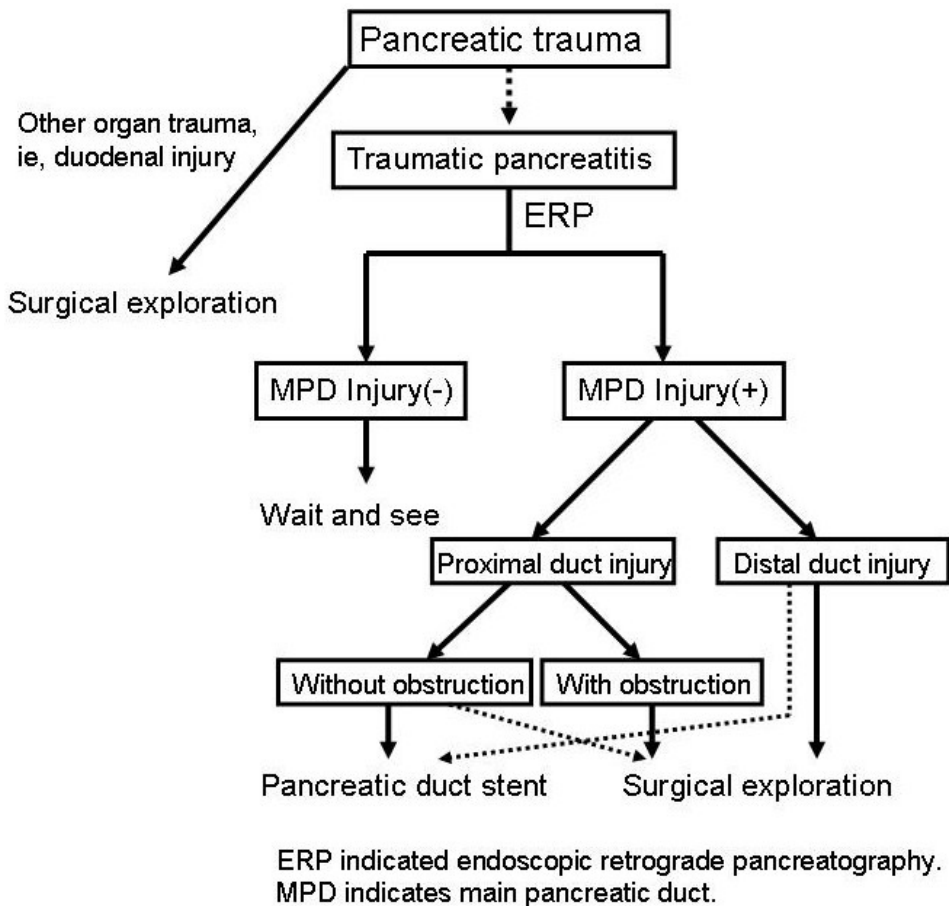 Pancreatic trauma
Other organ trauma,
ie, duodenal injury
Traumatic pancreatitis
ERP
Surgical exploration
MPD Injury(-)
MPD Injury(+)
Wait and see
Proximal duct injury
Distal duct injury
Without obstruction
With obstruction
Pancreatic duct stent
Surgical exploration
ERP indicated endoscopic retrograde pancreatography.
MPD indicates main pancreatic duct.